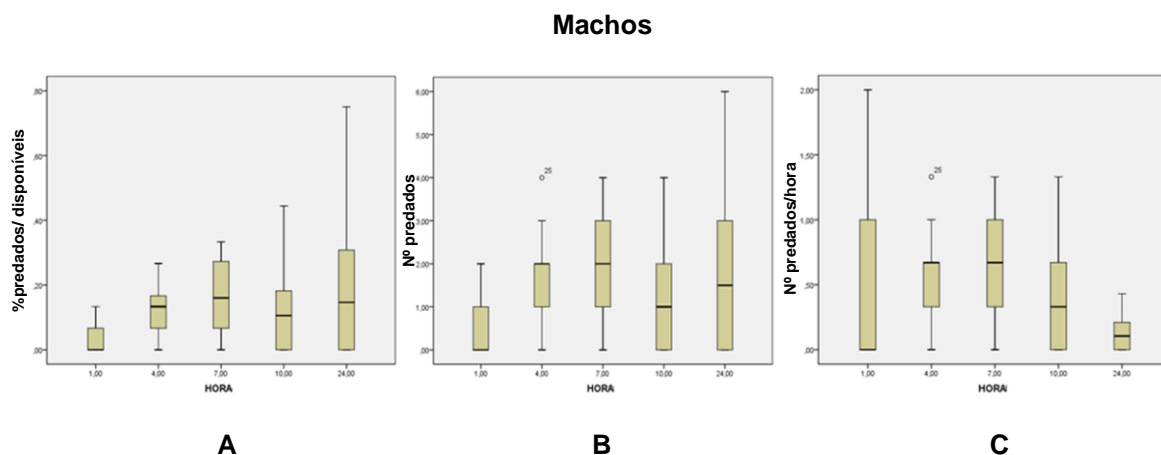 Machos
%predados/ disponíveis
,80
,60
,40
,20
,00
1,00 4,00 7,00 10,00 24,00
HORA
A
Nº predados
6,00
5,00
4,00
3,00
2,00
1,00
,00
25
1,00 4,00 7,00 10,00 24,00
HORA
B
Nº predados/hora
2,00
1,50
1,00
,50
,00
25
1,00 4,00 7,00 10,00 24,00
HORA
C